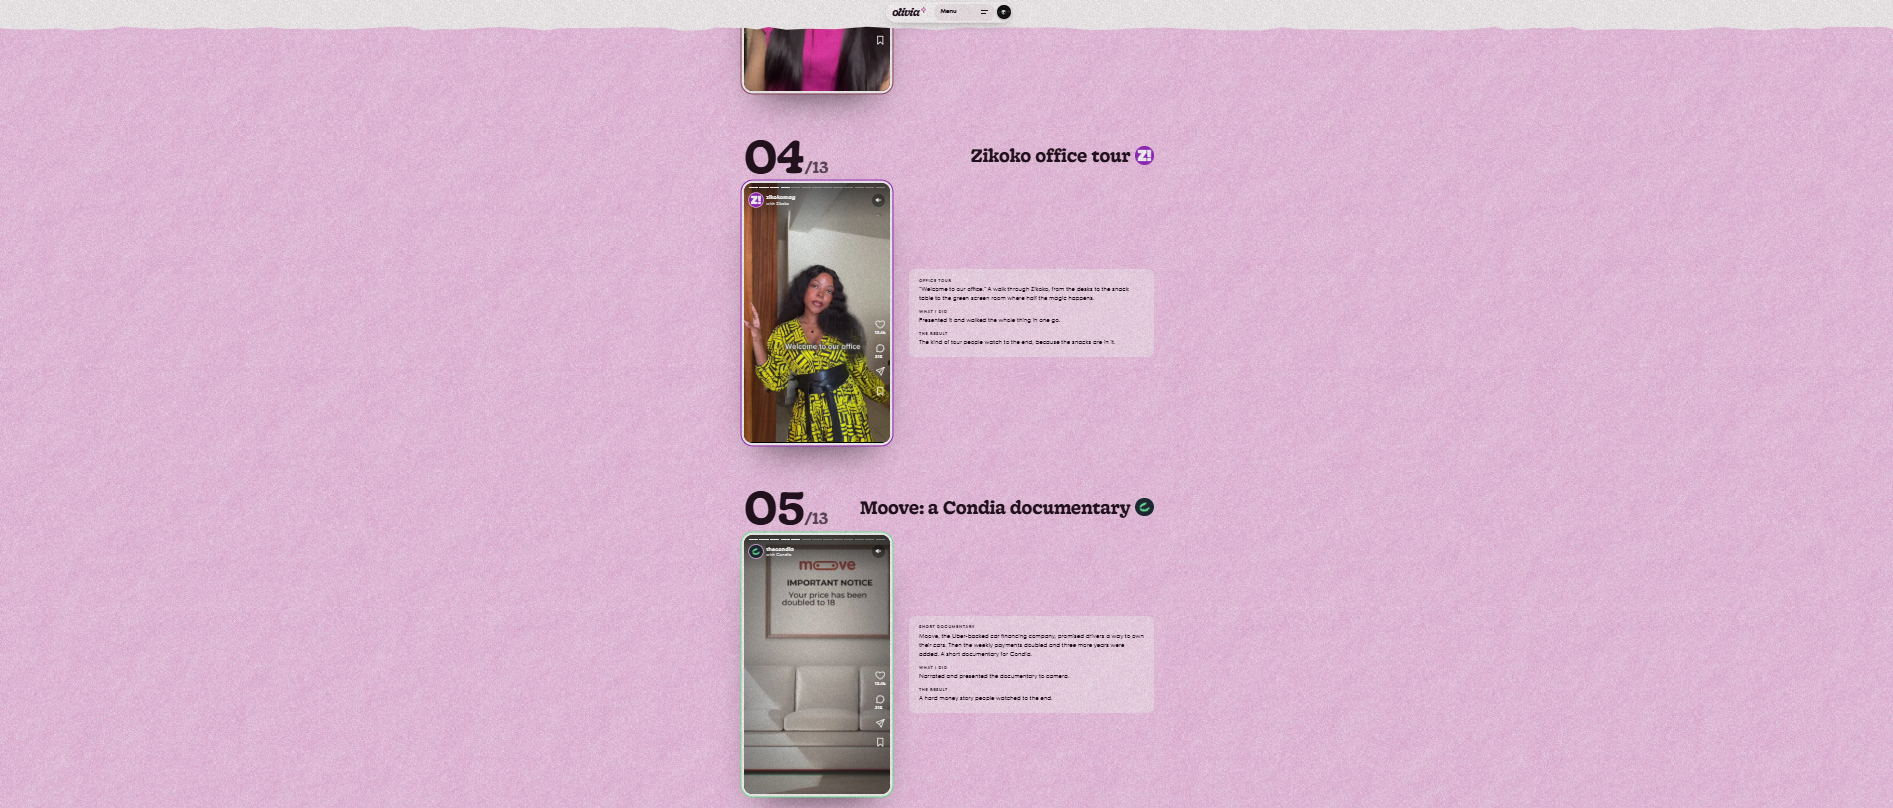 olivia
Menu
04/13
Zikoko office tour
Z!
Z!
zikokomag
with Zikoko
Welcome to our office
OFFICE TOUR
"Welcome to our office." A walk through Zikoko, from the desks to the snack
table to the green screen room where half the magic happens.
WHAT I DID
Presented it and walked the whole thing in one go.
THE RESULT
The kind of tour people watch to the end, because the snacks are in it.
05/13
Moove: a Condia documentary
thecondia
with Condia
moove
IMPORTANT NOTICE
Your price has been
doubled to 18
SHORT DOCUMENTARY
Moove, the Uber-backed car financing company, promised drivers a way to own
their cars. Then the weekly payments doubled and three more years were
added. A short documentary for Condia.
WHAT I DID
Narrated and presented the documentary to camera.
THE RESULT
A hard money story people watched to the end.